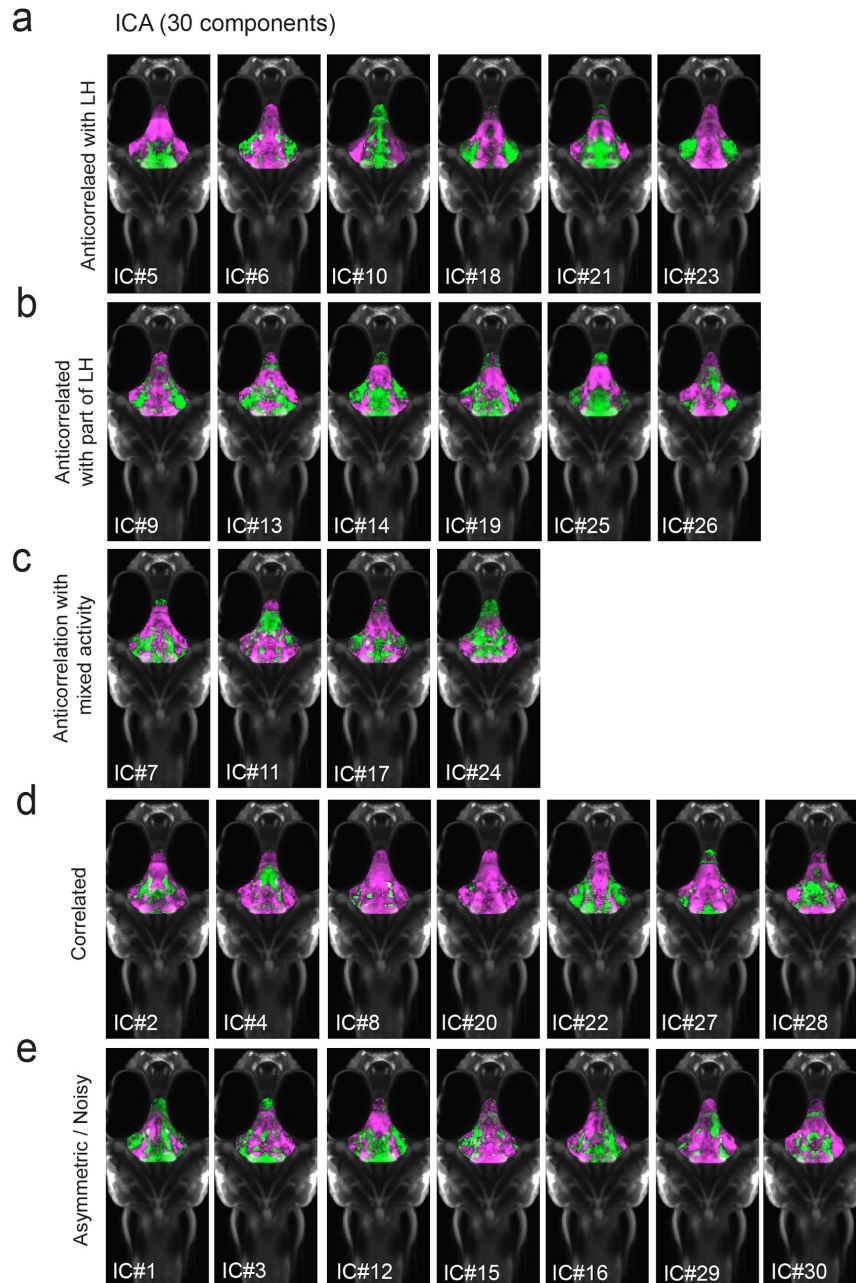 a
ICA (30 components)
Anticorrelaed with LH
IC#5
IC#6
IC#10
IC#18
IC#21
IC#23
b
Anticorrelated
with part of LH
IC#9
IC#13
IC#14
IC#19
IC#25
IC#26
c
Anticorrelation with
mixed activity
IC#7
IC#11
IC#17
IC#24
d
Correlated
IC#2
IC#4
IC#8
IC#20
IC#22
IC#27
IC#28
e
Asymmetric / Noisy
IC#1
IC#3
IC#12
IC#15
IC#16
IC#29
IC#30